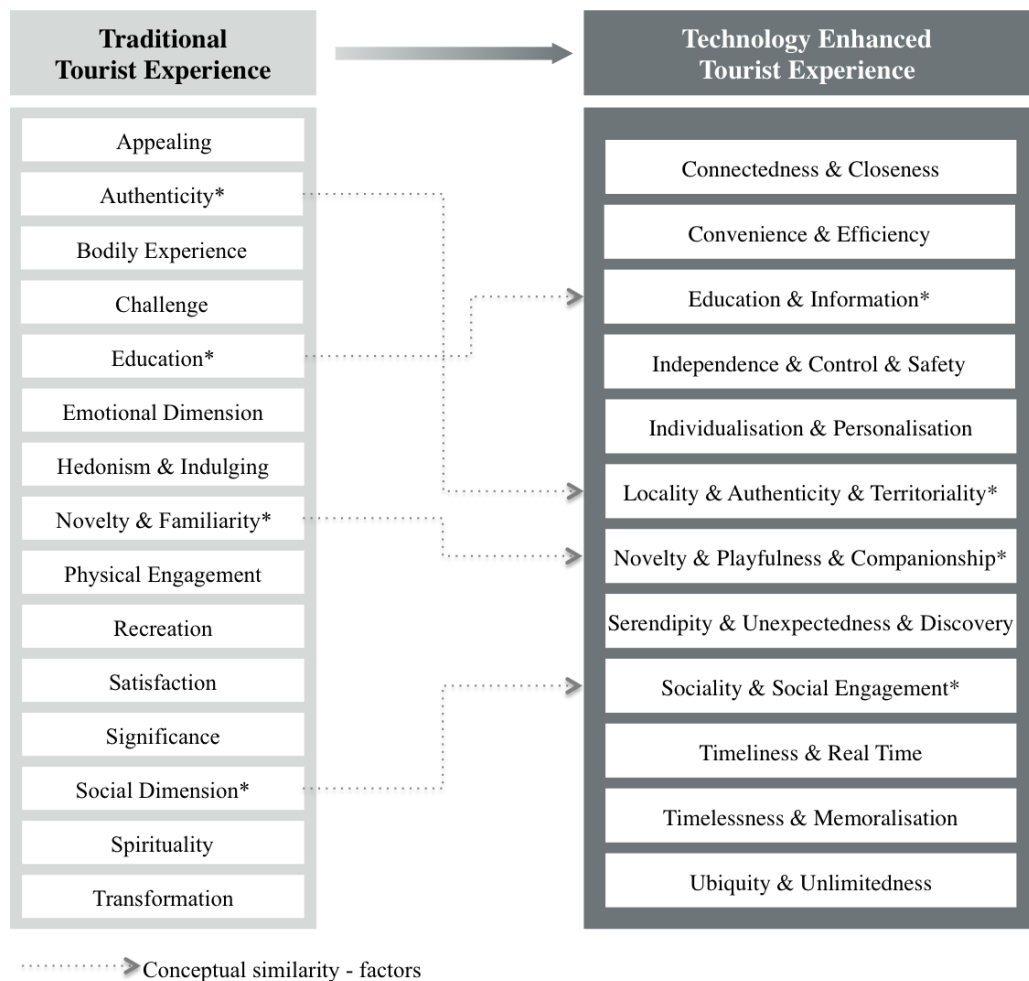 Traditional
Tourist Experience
Technology Enhanced
Tourist Experience
Appealing
Authenticity*
Bodily Experience
Challenge
Education*
Emotional Dimension
Hedonism & Indulging
Novelty & Familiarity*
Physical Engagement
Recreation
Satisfaction
Significance
Social Dimension*
Spirituality
Transformation
Connectedness & Closeness
Convenience & Efficiency
Education & Information*
Independence & Control & Safety
Individualisation & Personalisation
Locality & Authenticity & Territoriality*
Novelty & Playfulness & Companionship*
Serendipity & Unexpectedness & Discovery
Sociality & Social Engagement*
Timeliness & Real Time
Timelessness & Memoralisation
Ubiquity & Unlimitedness
Conceptual similarity - factors